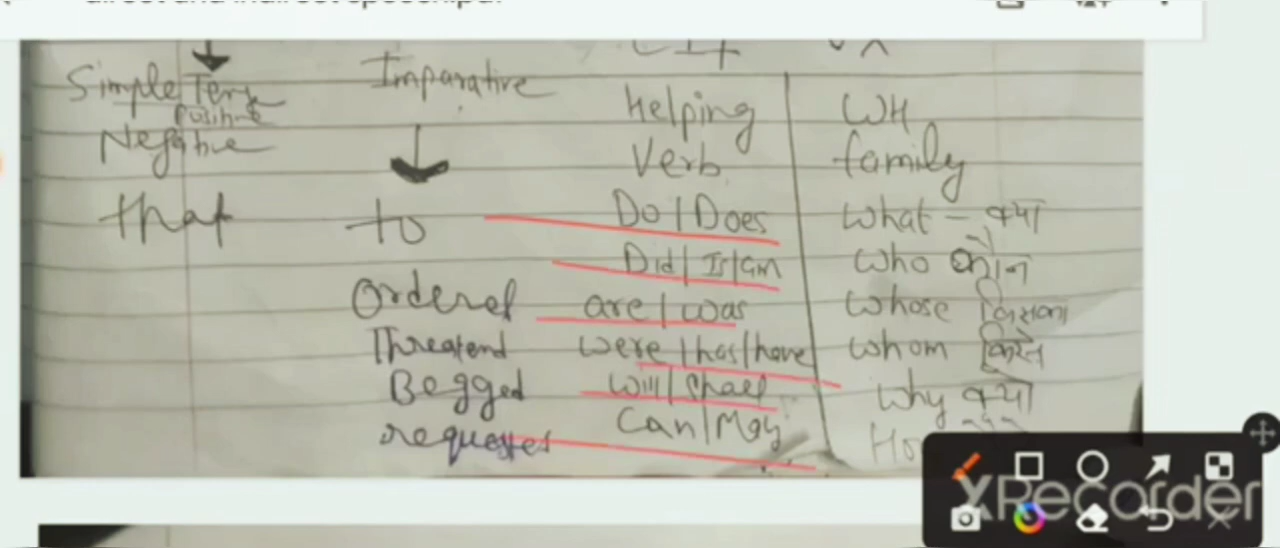 Simple Tense
Positive
Negative
that
Imparative
to
Ordered
Threatend
Begged
requestes
Helping
Verb
Do/Does
Did/Is/am
are/was
were/has/have
will/Shall
Can/May
WH
family
what - क्या
who कौन
whose किसका
whom किसे
why क्यों
XRecorder